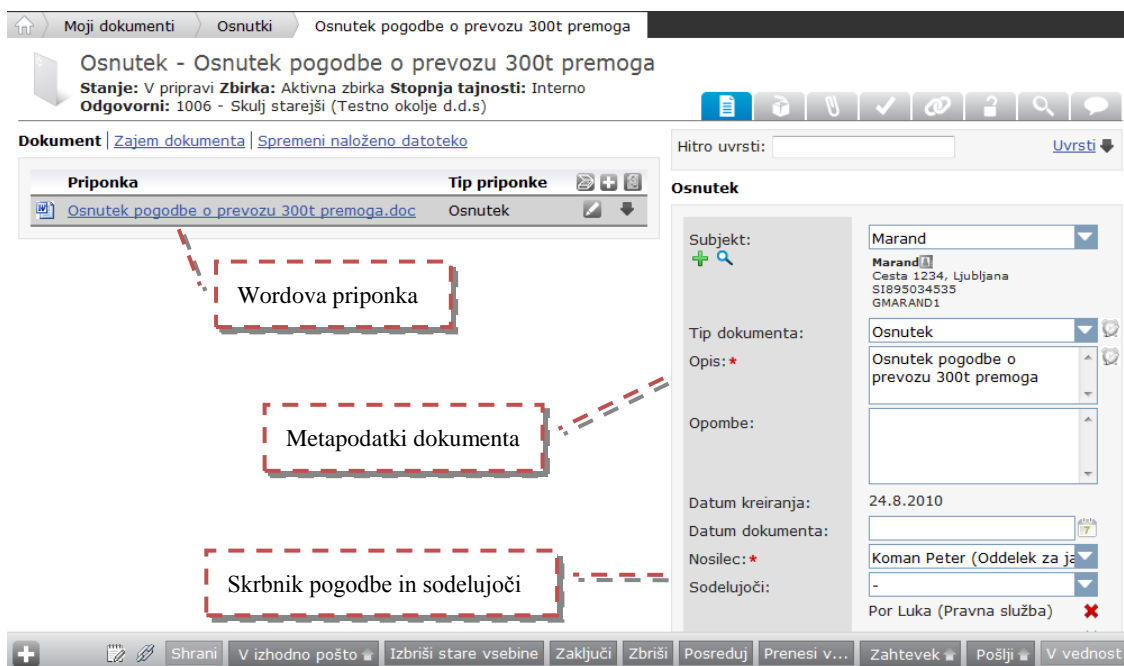 Moji dokumenti Osnutki Osnutek pogodbe o prevozu 300t premoga
Osnutek - Osnutek pogodbe o prevozu 300t premoga
Stanje: V pripravi Zbirka: Aktivna zbirka Stopnja tajnosti: Interno
Odgovorni: 1006 - Skulj starejši (Testno okolje d.d.s)
Dokument | Zajem dokumenta | Spremeni naloženo datoteko
Priponka Tip priponke
Osnutek pogodbe o prevozu 300t premoga.doc Osnutek
Wordova priponka
Metapodatki dokumenta
Skrbnik pogodbe in sodelujoči
Hitro uvrsti: Uvrsti
Osnutek
Subjekt: Marand
Marand
Cesta 1234, Ljubljana
SI895034535
GMARAND1
Tip dokumenta: Osnutek
Opis:* Osnutek pogodbe o
prevozu 300t premoga
Opombe:
Datum kreiranja: 24.8.2010
Datum dokumenta: 7
Nosilec:* Koman Peter (Oddelek za ja
Sodelujoči: -
Por Luka (Pravna služba)
Shrani V izhodno pošto Izbriši stare vsebine Zaključi Zbriši Posreduj Prenesi v... Zahtevek Pošlji V vednost